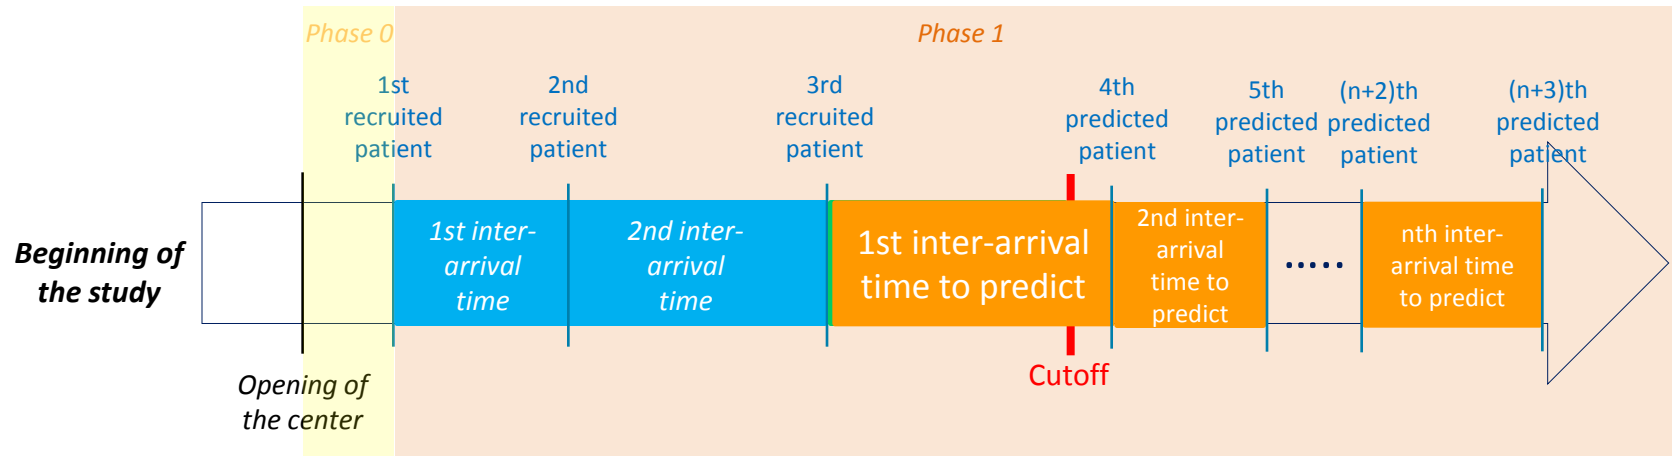 Phase 0
Phase 1
1st
recruited
patient
2nd
recruited
patient
3rd
recruited
patient
4th
predicted
patient
5th
predicted
patient
(n+2)th
predicted
patient
(n+3)th
predicted
patient
Beginning of
the study
1st inter-
arrival
time
2nd inter-
arrival
time
1st inter-arrival
time to predict
2nd inter-
arrival
time to
predict
.....
nth inter-
arrival time
to predict
Opening of
the center
Cutoff